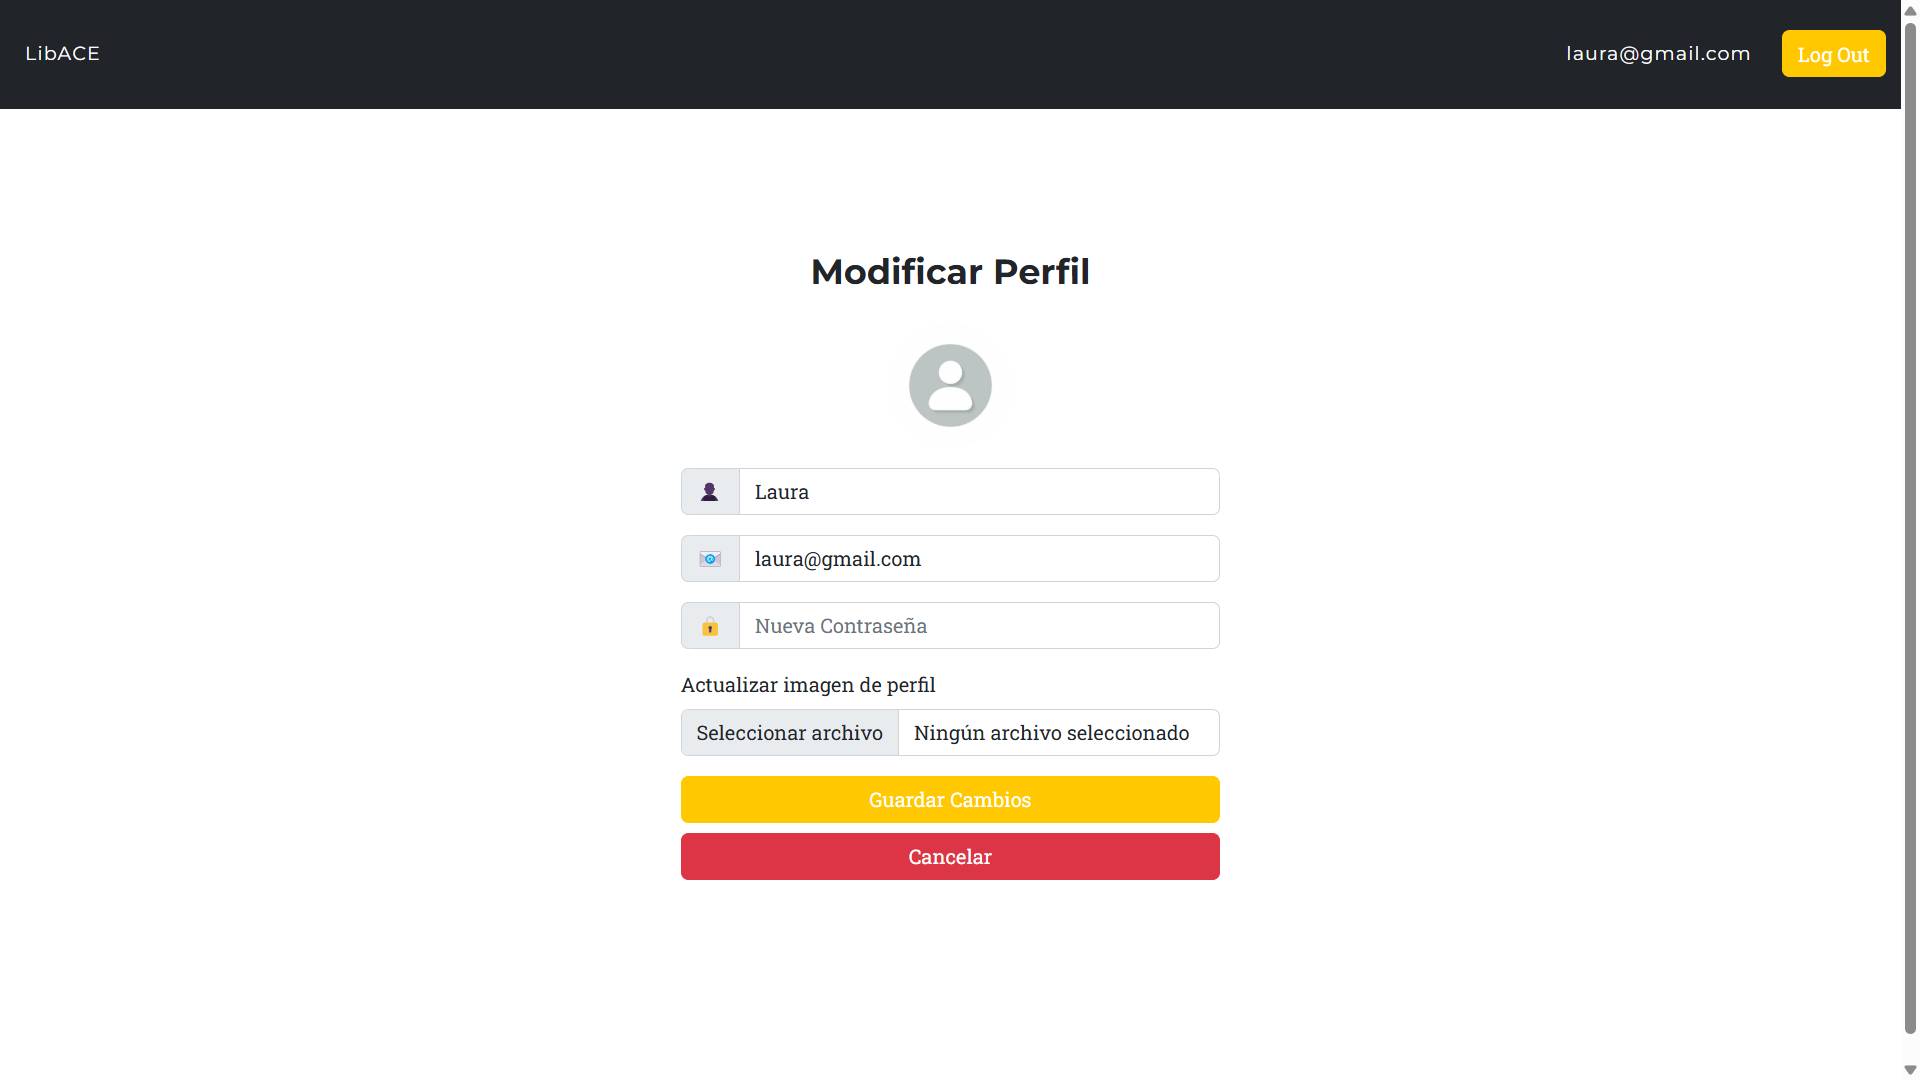 LibACE
laura@gmail.com
Log Out
Modificar Perfil
Laura
laura@gmail.com
Nueva Contraseña
Actualizar imagen de perfil
Seleccionar archivo Ningún archivo seleccionado
Guardar Cambios
Cancelar